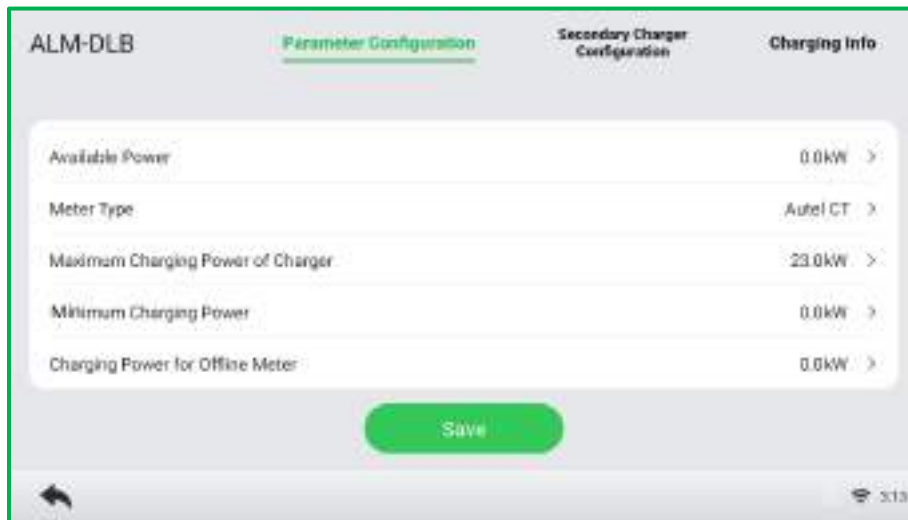 ALM-DLB
Parameter Configuration
Secondary Charger
Configuration
Charging Info
Available Power 0.0kW >
Meter Type Autel CT >
Maximum Charging Power of Charger 23.0kW >
Minimum Charging Power 0.0kW >
Charging Power for Offline Meter 0.0kW >
Save
3:13